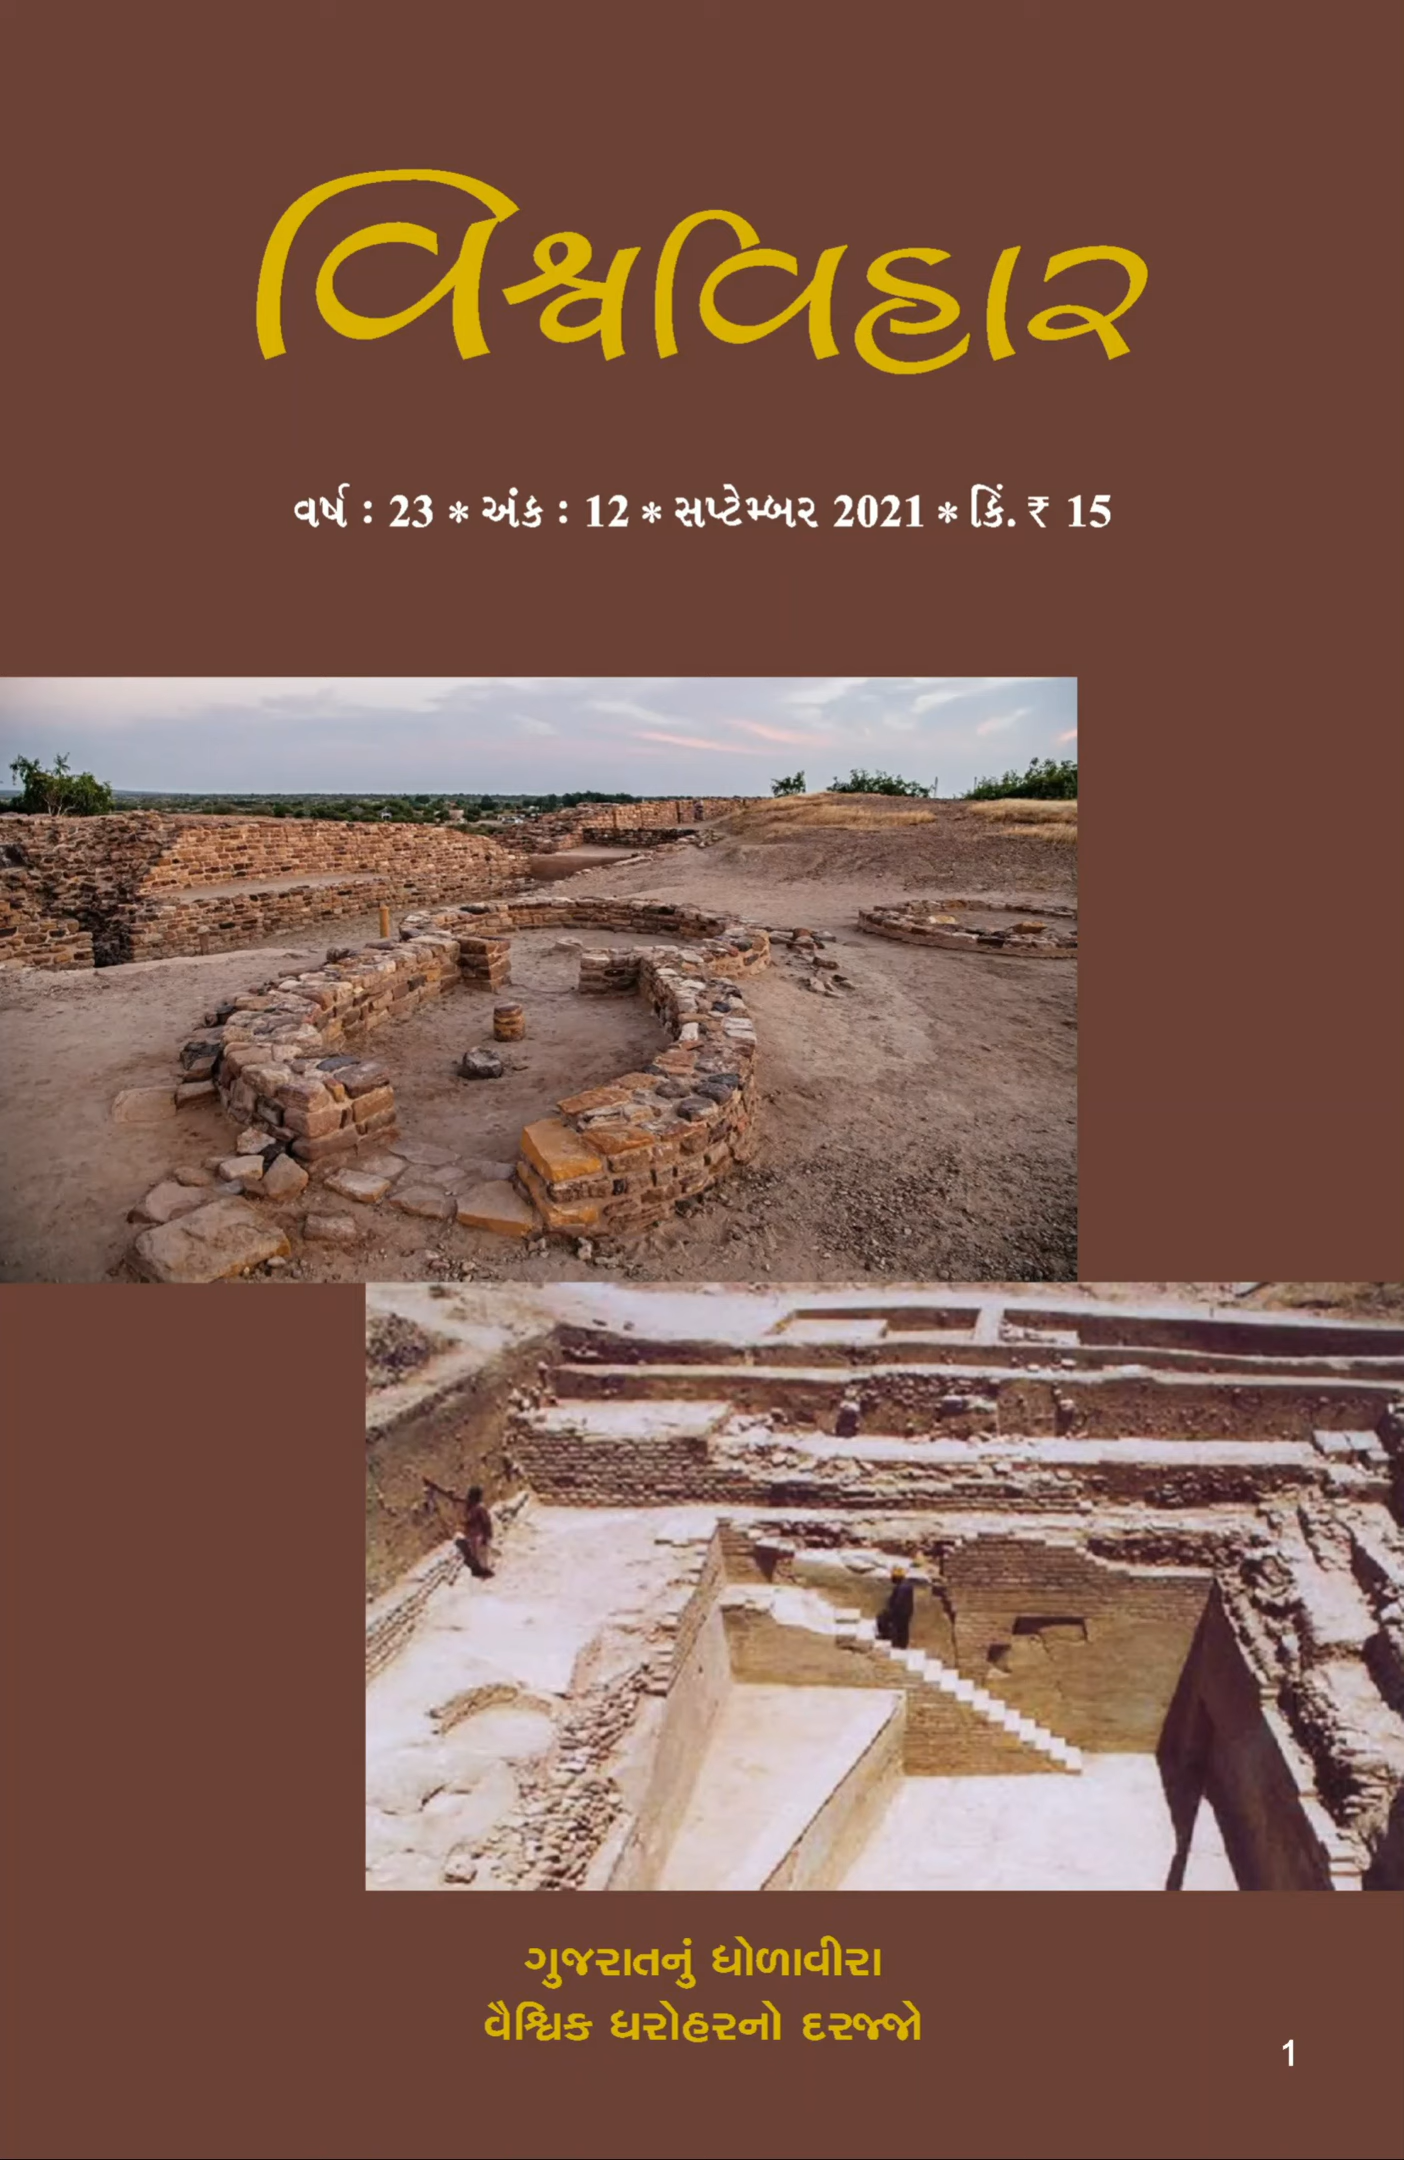 વિશ્વવિહાર
વર્ષ : 23 * અંક : 12 * સપ્ટેમ્બર 2021 * કિં. ₹ 15
ગુજરાતનું ધોળાવીરા
વૈશ્વિક ધરોહરનો દરજ્જો
1